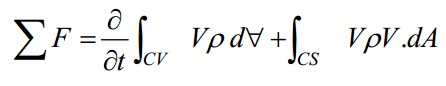 ∑F = ∂/∂t ∫CV Vρ d∀ + ∫CS VρV.dA